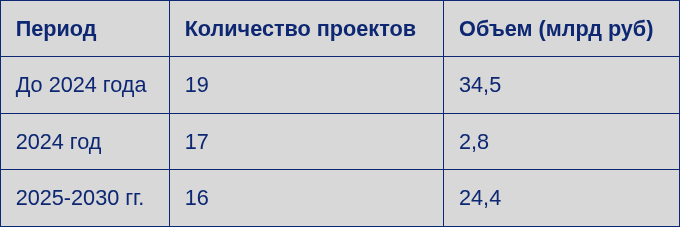 Период Количество проектов Объем (млрд руб)
До 2024 года 19 34,5
2024 год 17 2,8
2025-2030 гг. 16 24,4